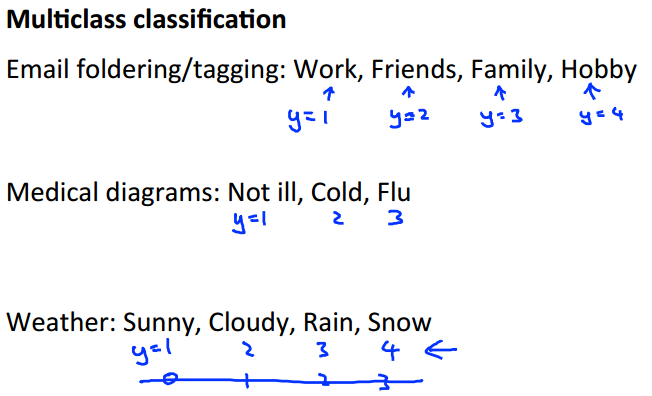 Multiclass classification
Email foldering/tagging: Work, Friends, Family, Hobby
y=1 y=2 y=3 y=4
Medical diagrams: Not ill, Cold, Flu
y=1 2 3
Weather: Sunny, Cloudy, Rain, Snow
y=1 2 3 4 ←
0 1 2 3